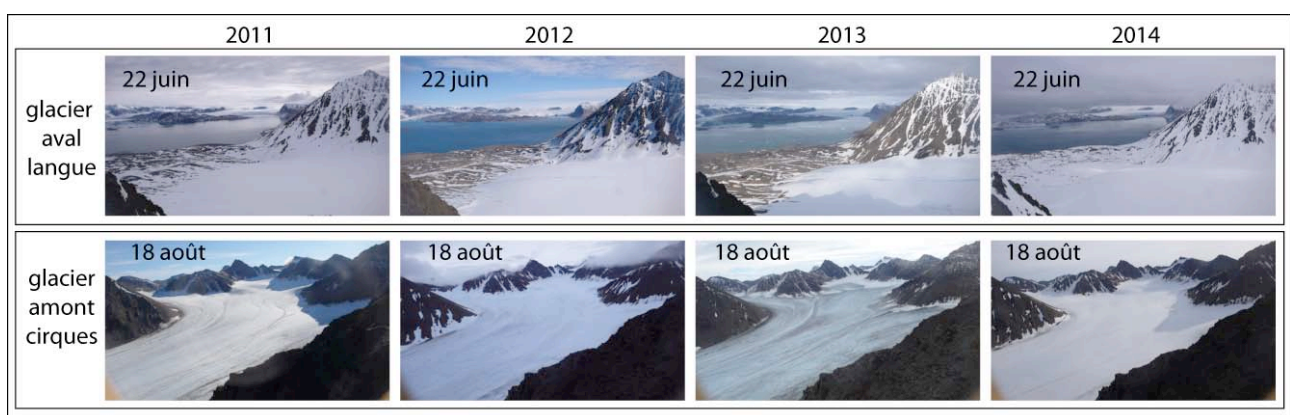 2011 2012 2013 2014
glacier
aval
langue
22 juin 22 juin 22 juin 22 juin
glacier
amont
cirques
18 août 18 août 18 août 18 août